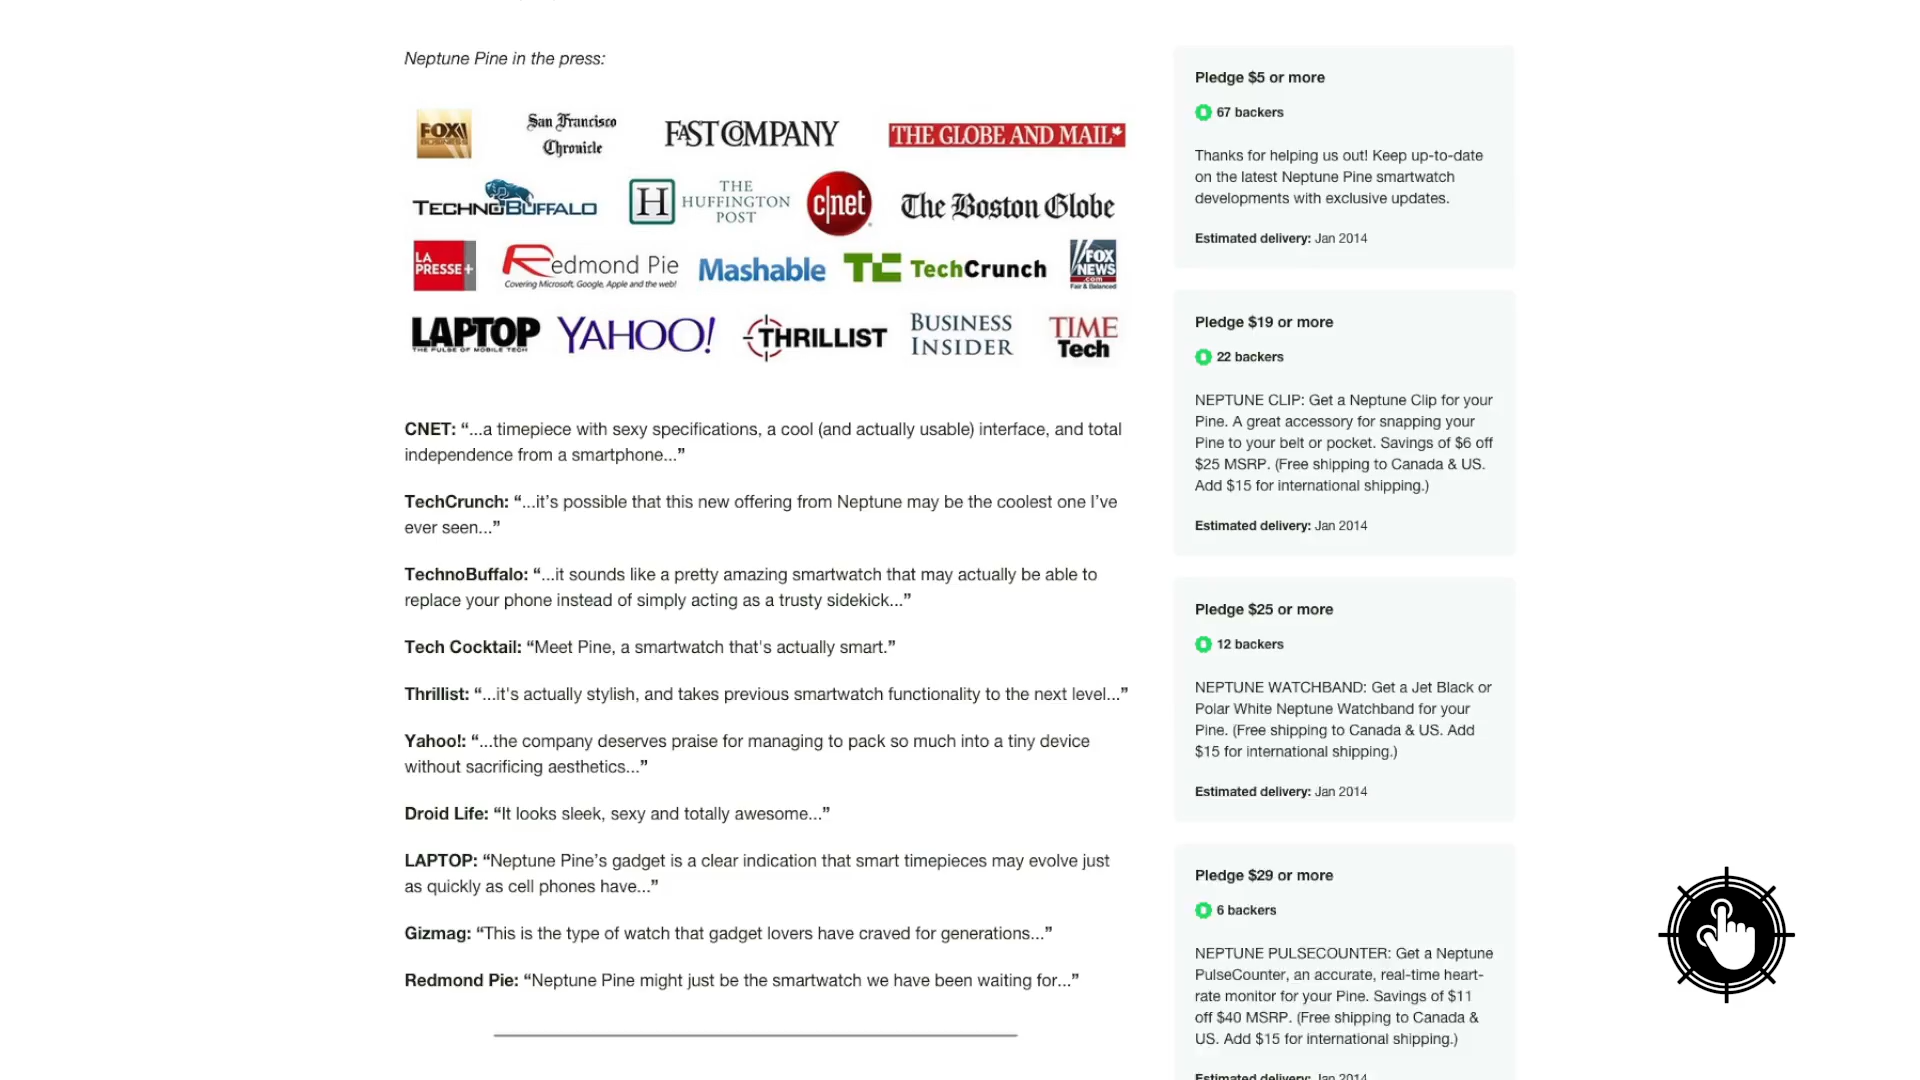 Neptune Pine in the press:
FOX BUSINESS
San Francisco Chronicle
FAST COMPANY
THE GLOBE AND MAIL
TECHNOBUFFALO
H THE HUFFINGTON POST
c|net
The Boston Globe
LA PRESSE+
Redmond Pie
Covering Microsoft, Google, Apple and the web!
Mashable
TC TechCrunch
FOX NEWS .com
Fair & Balanced
LAPTOP
THE PULSE OF MOBILE TECH
YAHOO!
THRILLIST
BUSINESS INSIDER
TIME Tech
CNET: “...a timepiece with sexy specifications, a cool (and actually usable) interface, and total
independence from a smartphone...”
TechCrunch: “...it’s possible that this new offering from Neptune may be the coolest one I’ve
ever seen...”
TechnoBuffalo: “...it sounds like a pretty amazing smartwatch that may actually be able to
replace your phone instead of simply acting as a trusty sidekick...”
Tech Cocktail: “Meet Pine, a smartwatch that's actually smart.”
Thrillist: “...it's actually stylish, and takes previous smartwatch functionality to the next level...”
Yahoo!: “...the company deserves praise for managing to pack so much into a tiny device
without sacrificing aesthetics...”
Droid Life: “It looks sleek, sexy and totally awesome...”
LAPTOP: “Neptune Pine’s gadget is a clear indication that smart timepieces may evolve just
as quickly as cell phones have...”
Gizmag: “This is the type of watch that gadget lovers have craved for generations...”
Redmond Pie: “Neptune Pine might just be the smartwatch we have been waiting for...”
Pledge $5 or more
67 backers
Thanks for helping us out! Keep up-to-date
on the latest Neptune Pine smartwatch
developments with exclusive updates.
Estimated delivery: Jan 2014
Pledge $19 or more
22 backers
NEPTUNE CLIP: Get a Neptune Clip for your
Pine. A great accessory for snapping your
Pine to your belt or pocket. Savings of $6 off
$25 MSRP. (Free shipping to Canada & US.
Add $15 for international shipping.)
Estimated delivery: Jan 2014
Pledge $25 or more
12 backers
NEPTUNE WATCHBAND: Get a Jet Black or
Polar White Neptune Watchband for your
Pine. (Free shipping to Canada & US. Add
$15 for international shipping.)
Estimated delivery: Jan 2014
Pledge $29 or more
6 backers
NEPTUNE PULSECOUNTER: Get a Neptune
PulseCounter, an accurate, real-time heart-
rate monitor for your Pine. Savings of $11
off $40 MSRP. (Free shipping to Canada &
US. Add $15 for international shipping.)
Estimated delivery: Jan 2014